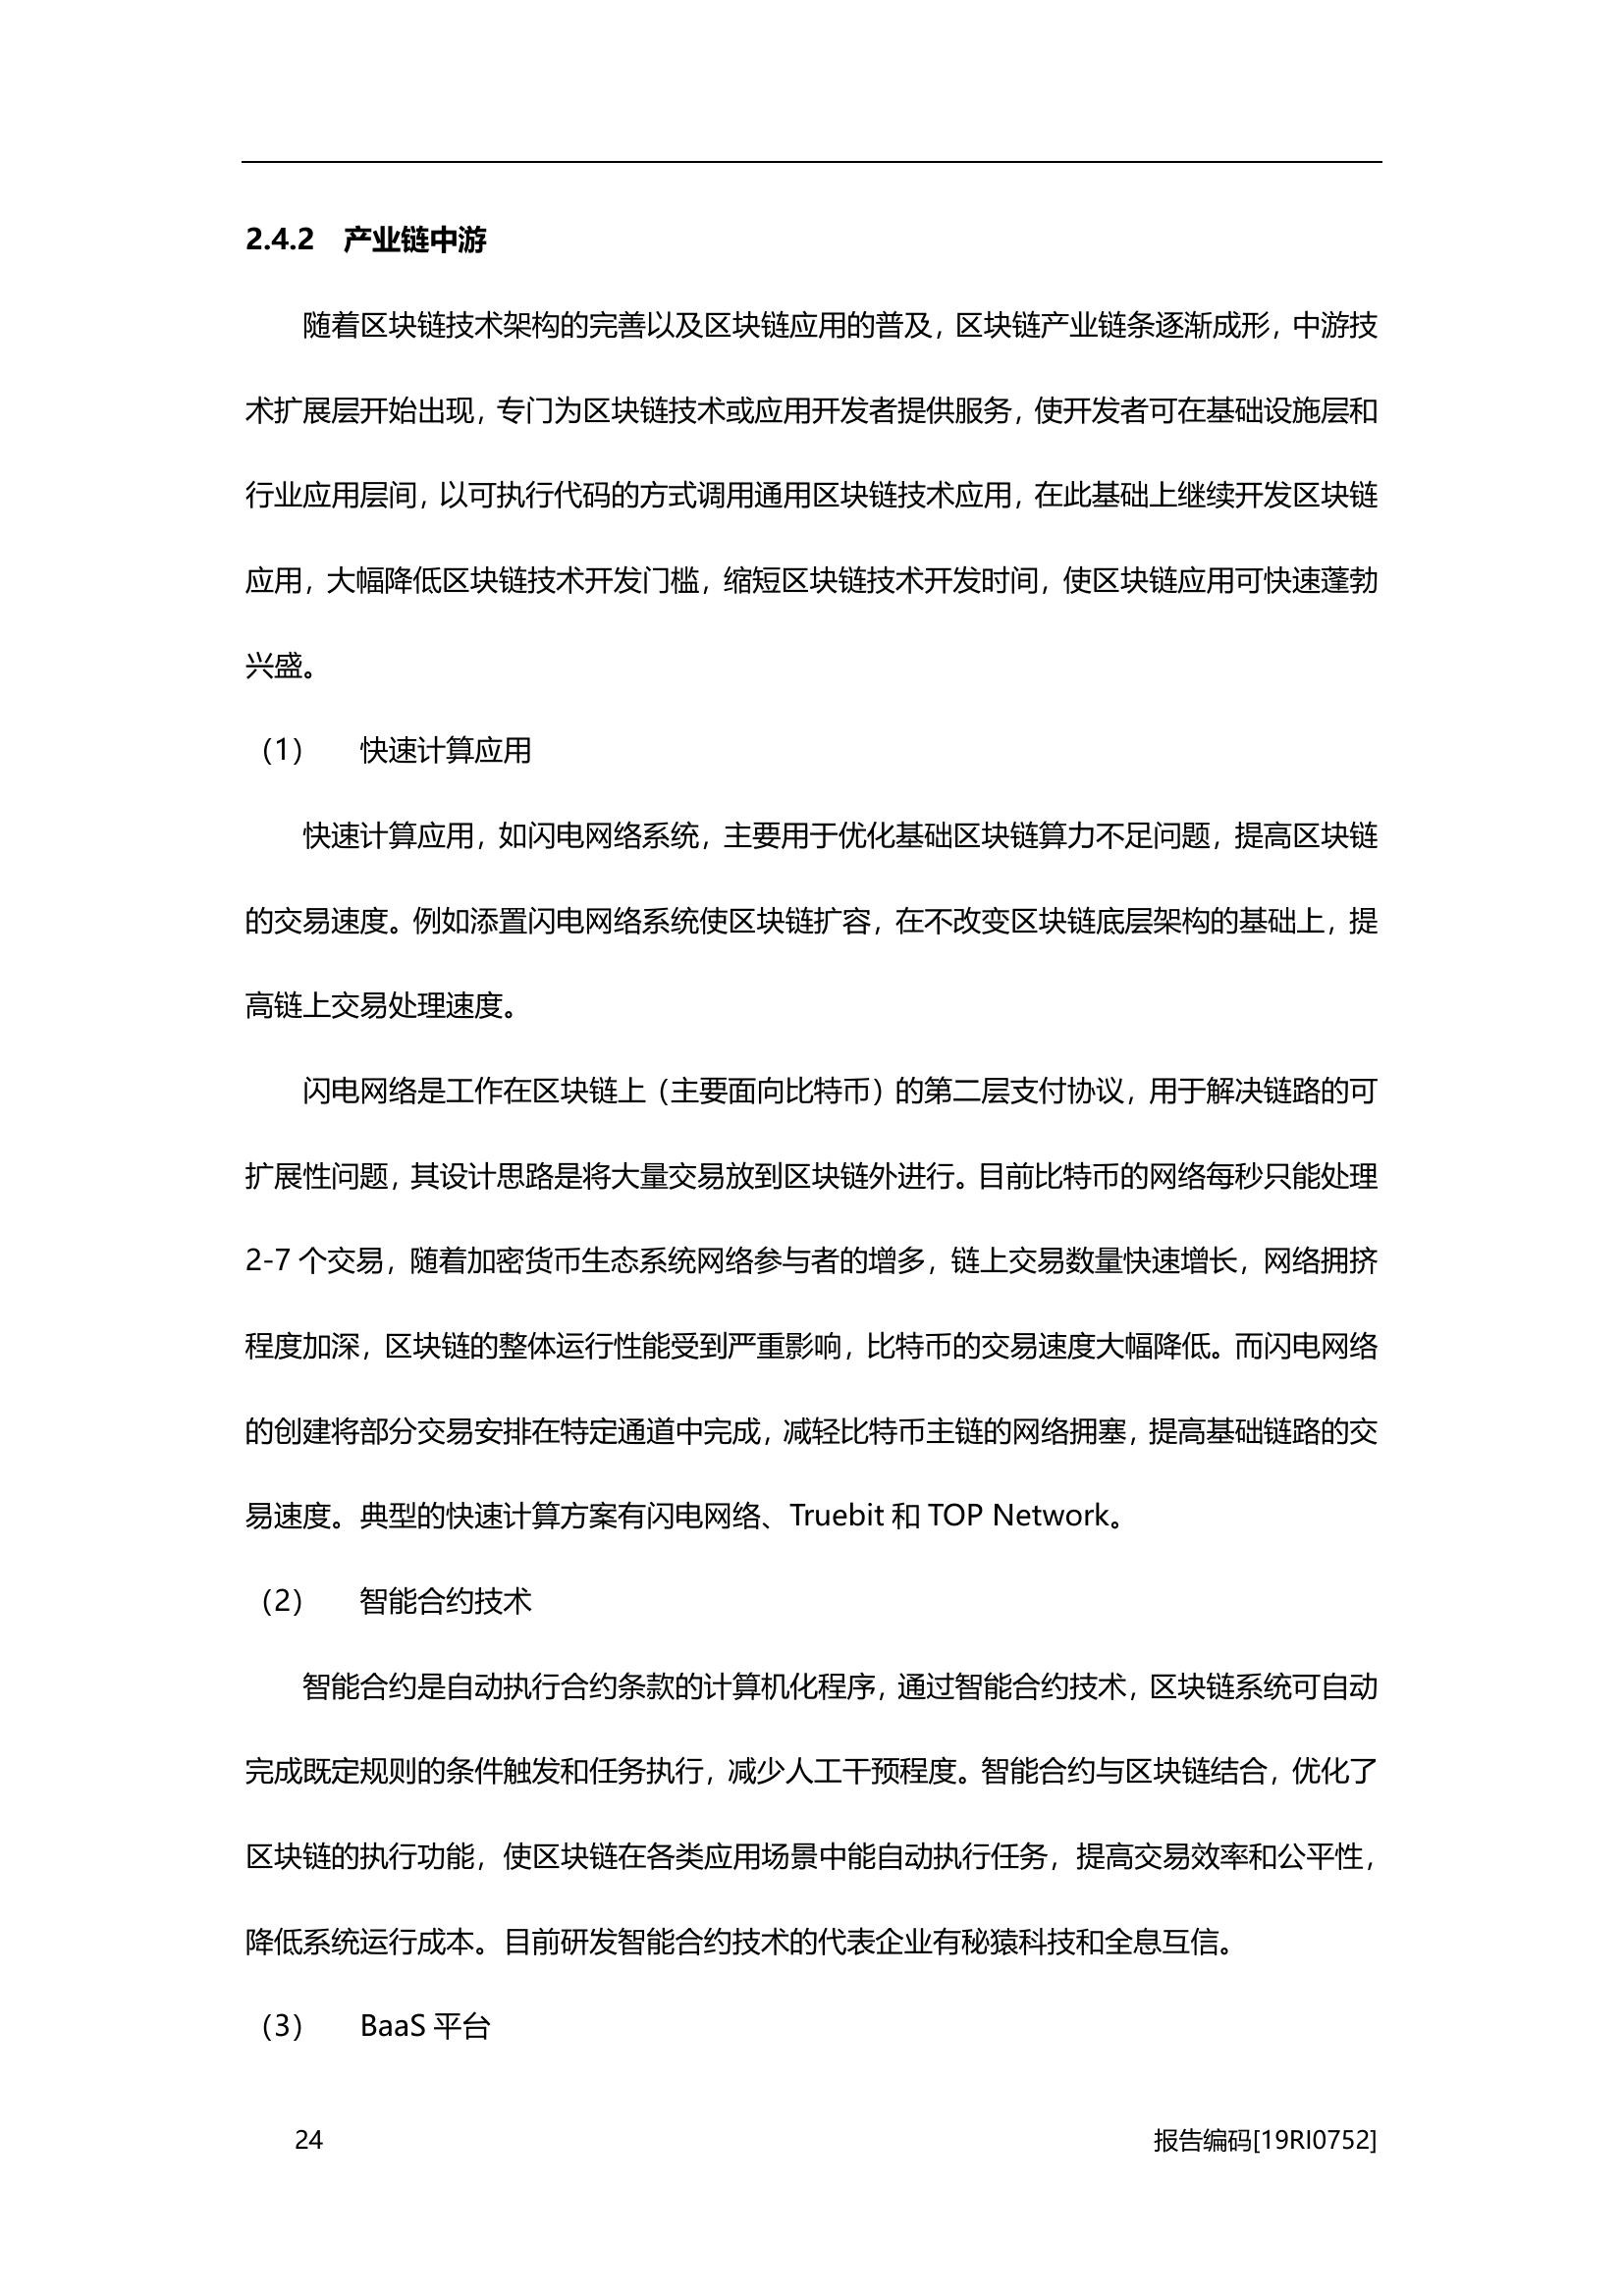 2.4.2 产业链中游
随着区块链技术架构的完善以及区块链应用的普及，区块链产业链条逐渐成形，中游技
术扩展层开始出现，专门为区块链技术或应用开发者提供服务，使开发者可在基础设施层和
行业应用层间，以可执行代码的方式调用通用区块链技术应用，在此基础上继续开发区块链
应用，大幅降低区块链技术开发门槛，缩短区块链技术开发时间，使区块链应用可快速蓬勃
兴盛。
（1） 快速计算应用
快速计算应用，如闪电网络系统，主要用于优化基础区块链算力不足问题，提高区块链
的交易速度。例如添置闪电网络系统使区块链扩容，在不改变区块链底层架构的基础上，提
高链上交易处理速度。
闪电网络是工作在区块链上（主要面向比特币）的第二层支付协议，用于解决链路的可
扩展性问题，其设计思路是将大量交易放到区块链外进行。目前比特币的网络每秒只能处理
2-7 个交易，随着加密货币生态系统网络参与者的增多，链上交易数量快速增长，网络拥挤
程度加深，区块链的整体运行性能受到严重影响，比特币的交易速度大幅降低。而闪电网络
的创建将部分交易安排在特定通道中完成，减轻比特币主链的网络拥塞，提高基础链路的交
易速度。典型的快速计算方案有闪电网络、Truebit 和 TOP Network。
（2） 智能合约技术
智能合约是自动执行合约条款的计算机化程序，通过智能合约技术，区块链系统可自动
完成既定规则的条件触发和任务执行，减少人工干预程度。智能合约与区块链结合，优化了
区块链的执行功能，使区块链在各类应用场景中能自动执行任务，提高交易效率和公平性，
降低系统运行成本。目前研发智能合约技术的代表企业有秘猿科技和全息互信。
（3） BaaS 平台
24 报告编码[19RI0752]